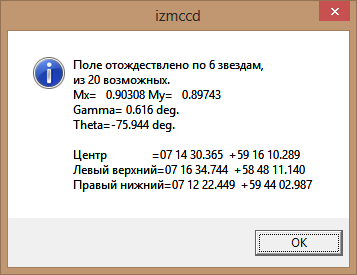 izmccd
Поле отождествлено по 6 звездам,
из 20 возможных.
Mx= 0.90308 My= 0.89743
Gamma= 0.616 deg.
Theta= -75.944 deg.
Центр =07 14 30.365 +59 16 10.289
Левый верхний=07 16 34.744 +58 48 11.140
Правый нижний=07 12 22.449 +59 44 02.987
OK